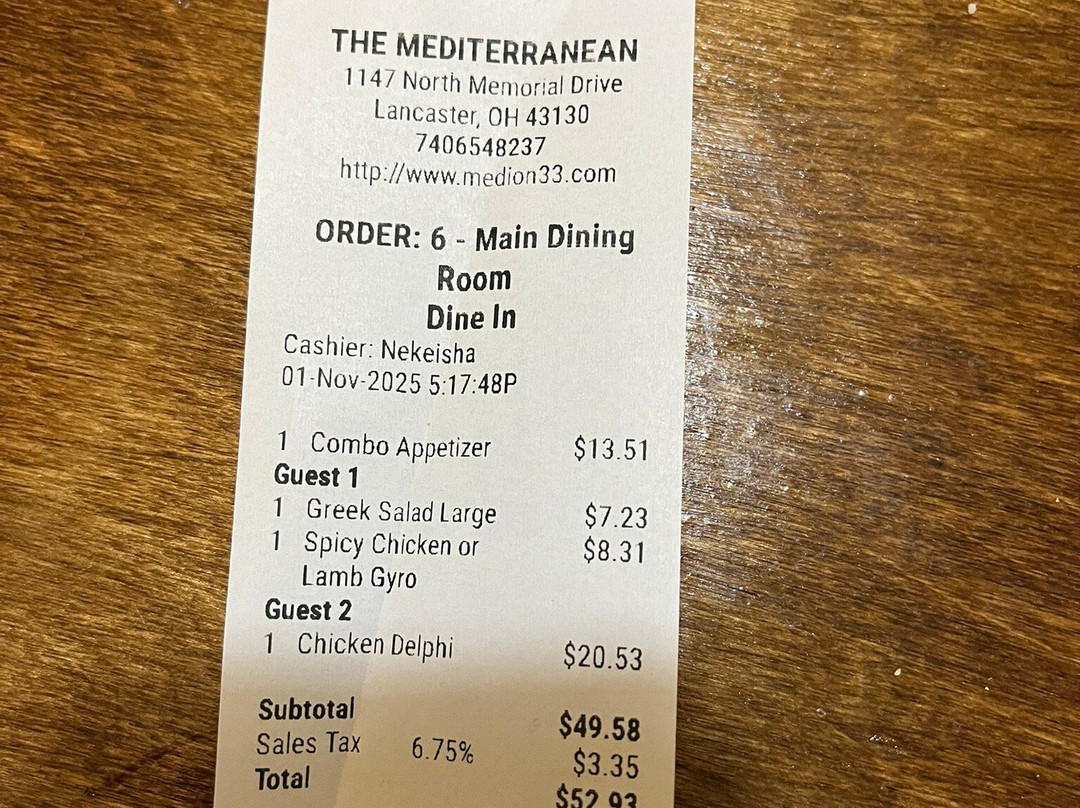 THE MEDITERRANEAN
1147 North Memorial Drive
Lancaster, OH 43130
7406548237
http://www.medion33.com
ORDER: 6 - Main Dining
Room
Dine In
Cashier: Nekeisha
01-Nov-2025 5:17:48P
1 Combo Appetizer $13.51
Guest 1
1 Greek Salad Large $7.23
1 Spicy Chicken or $8.31
Lamb Gyro
Guest 2
1 Chicken Delphi $20.53
Subtotal $49.58
Sales Tax 6.75% $3.35
Total $52.93